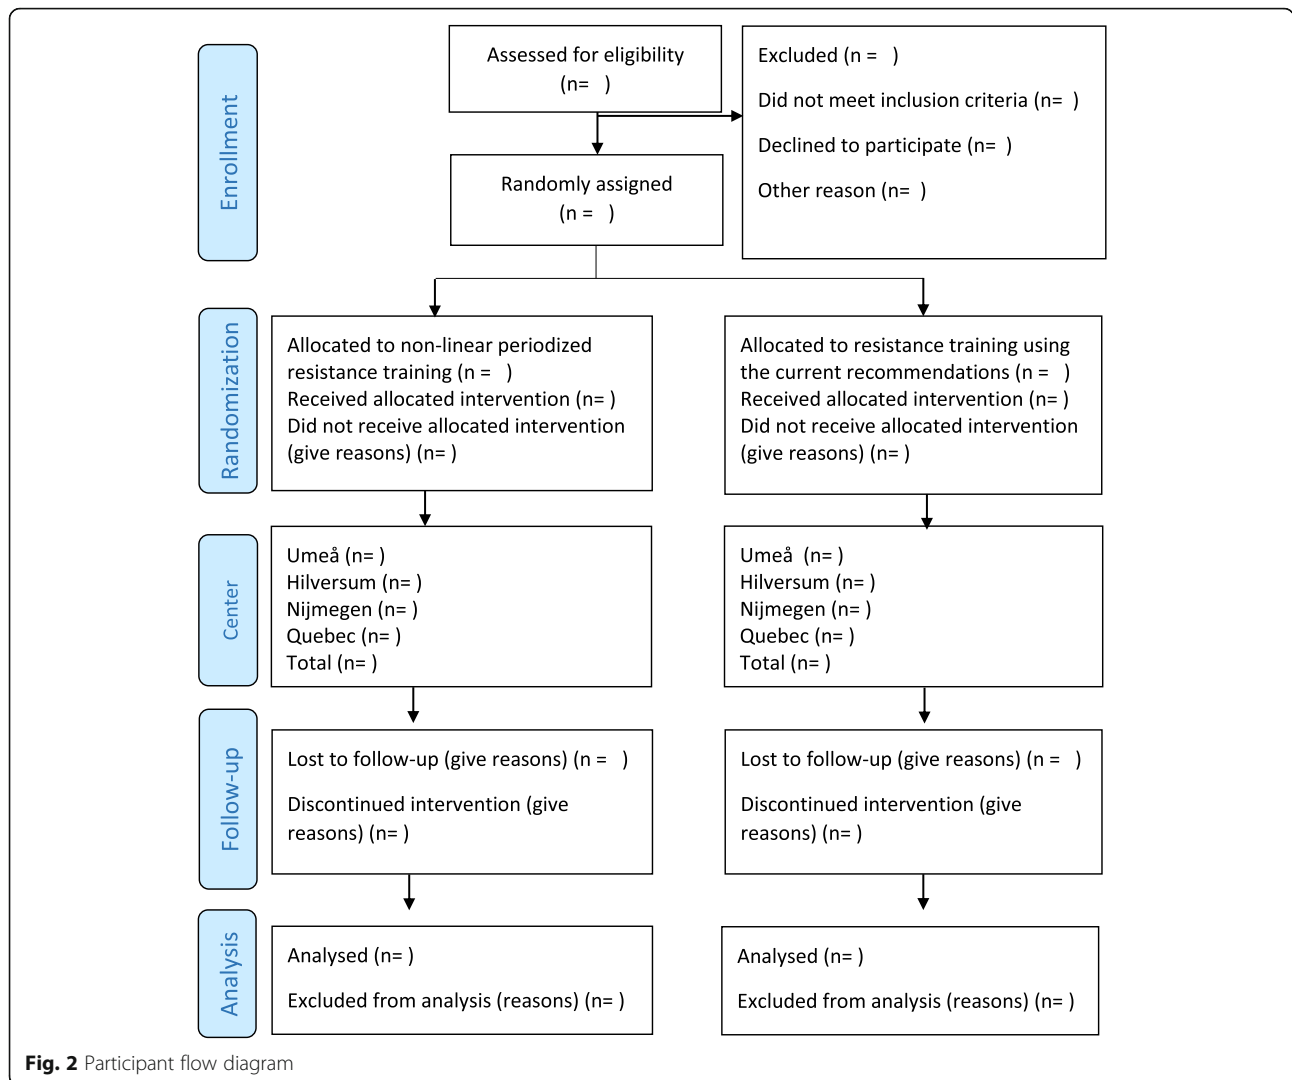 Enrollment
Assessed for eligibility
(n=   )
Excluded (n =   )
Did not meet inclusion criteria (n=  )
Declined to participate (n=  )
Other reason (n=  )
Randomly assigned
(n =   )
Randomization
Allocated to non-linear periodized
resistance training (n =   )
Received allocated intervention (n= )
Did not receive allocated intervention
(give reasons) (n= )
Allocated to resistance training using
the current recommendations (n =   )
Received allocated intervention (n= )
Did not receive allocated intervention
(give reasons) (n= )
Center
Umeå (n= )
Hilversum (n= )
Nijmegen (n= )
Quebec (n= )
Total (n= )
Umeå  (n= )
Hilversum (n= )
Nijmegen (n= )
Quebec (n= )
Total (n= )
Follow-up
Lost to follow-up (give reasons) (n =   )
Discontinued intervention (give
reasons) (n= )
Lost to follow-up (give reasons) (n =   )
Discontinued intervention (give
reasons) (n= )
Analysis
Analysed (n= )
Excluded from analysis (reasons) (n= )
Analysed (n= )
Excluded from analysis (reasons) (n= )
Fig. 2 Participant flow diagram